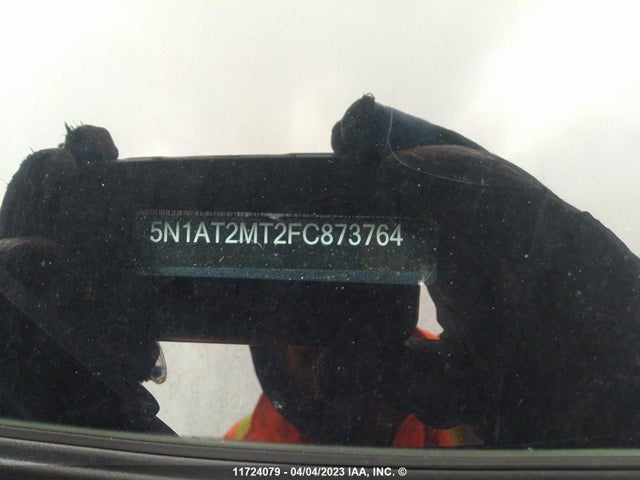 5N1AT2MT2FC873764
11724079 - 04/04/2023 IAA, INC. ©